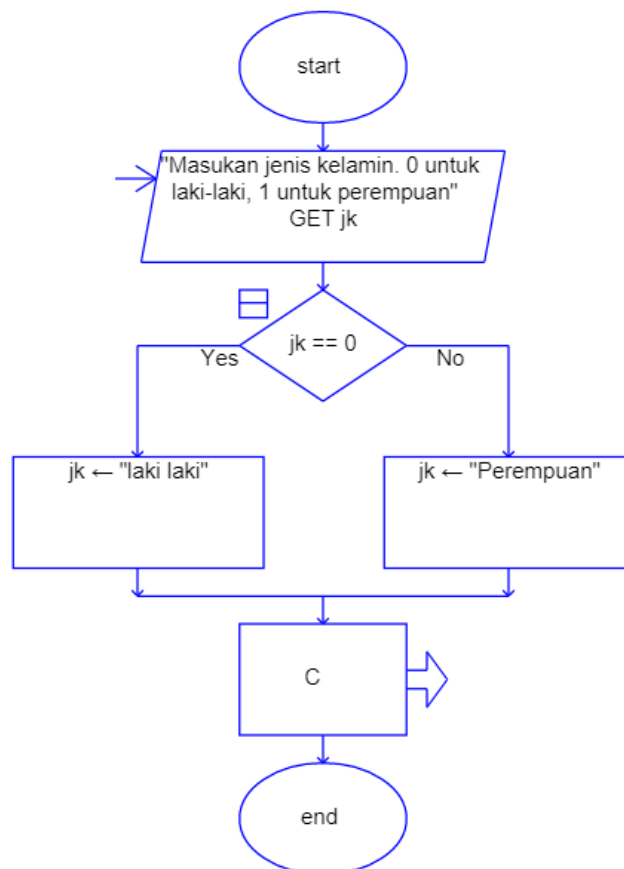 start
"Masukan jenis kelamin. 0 untuk
laki-laki, 1 untuk perempuan"
GET jk
jk == 0
Yes
No
jk ← "laki laki"
jk ← "Perempuan"
C
end